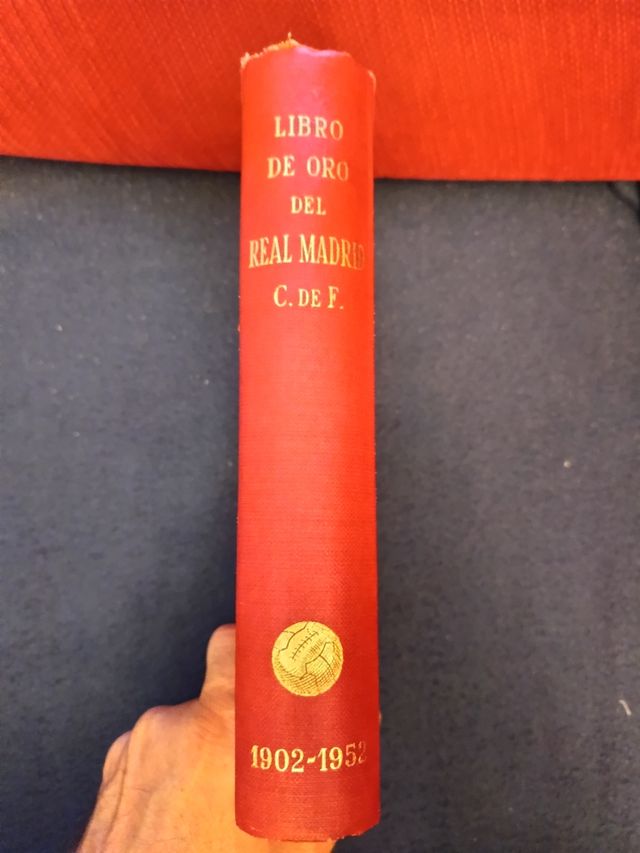 LIBRO
DE ORO
DEL
REAL MADRID
C. DE F.
1902-1952